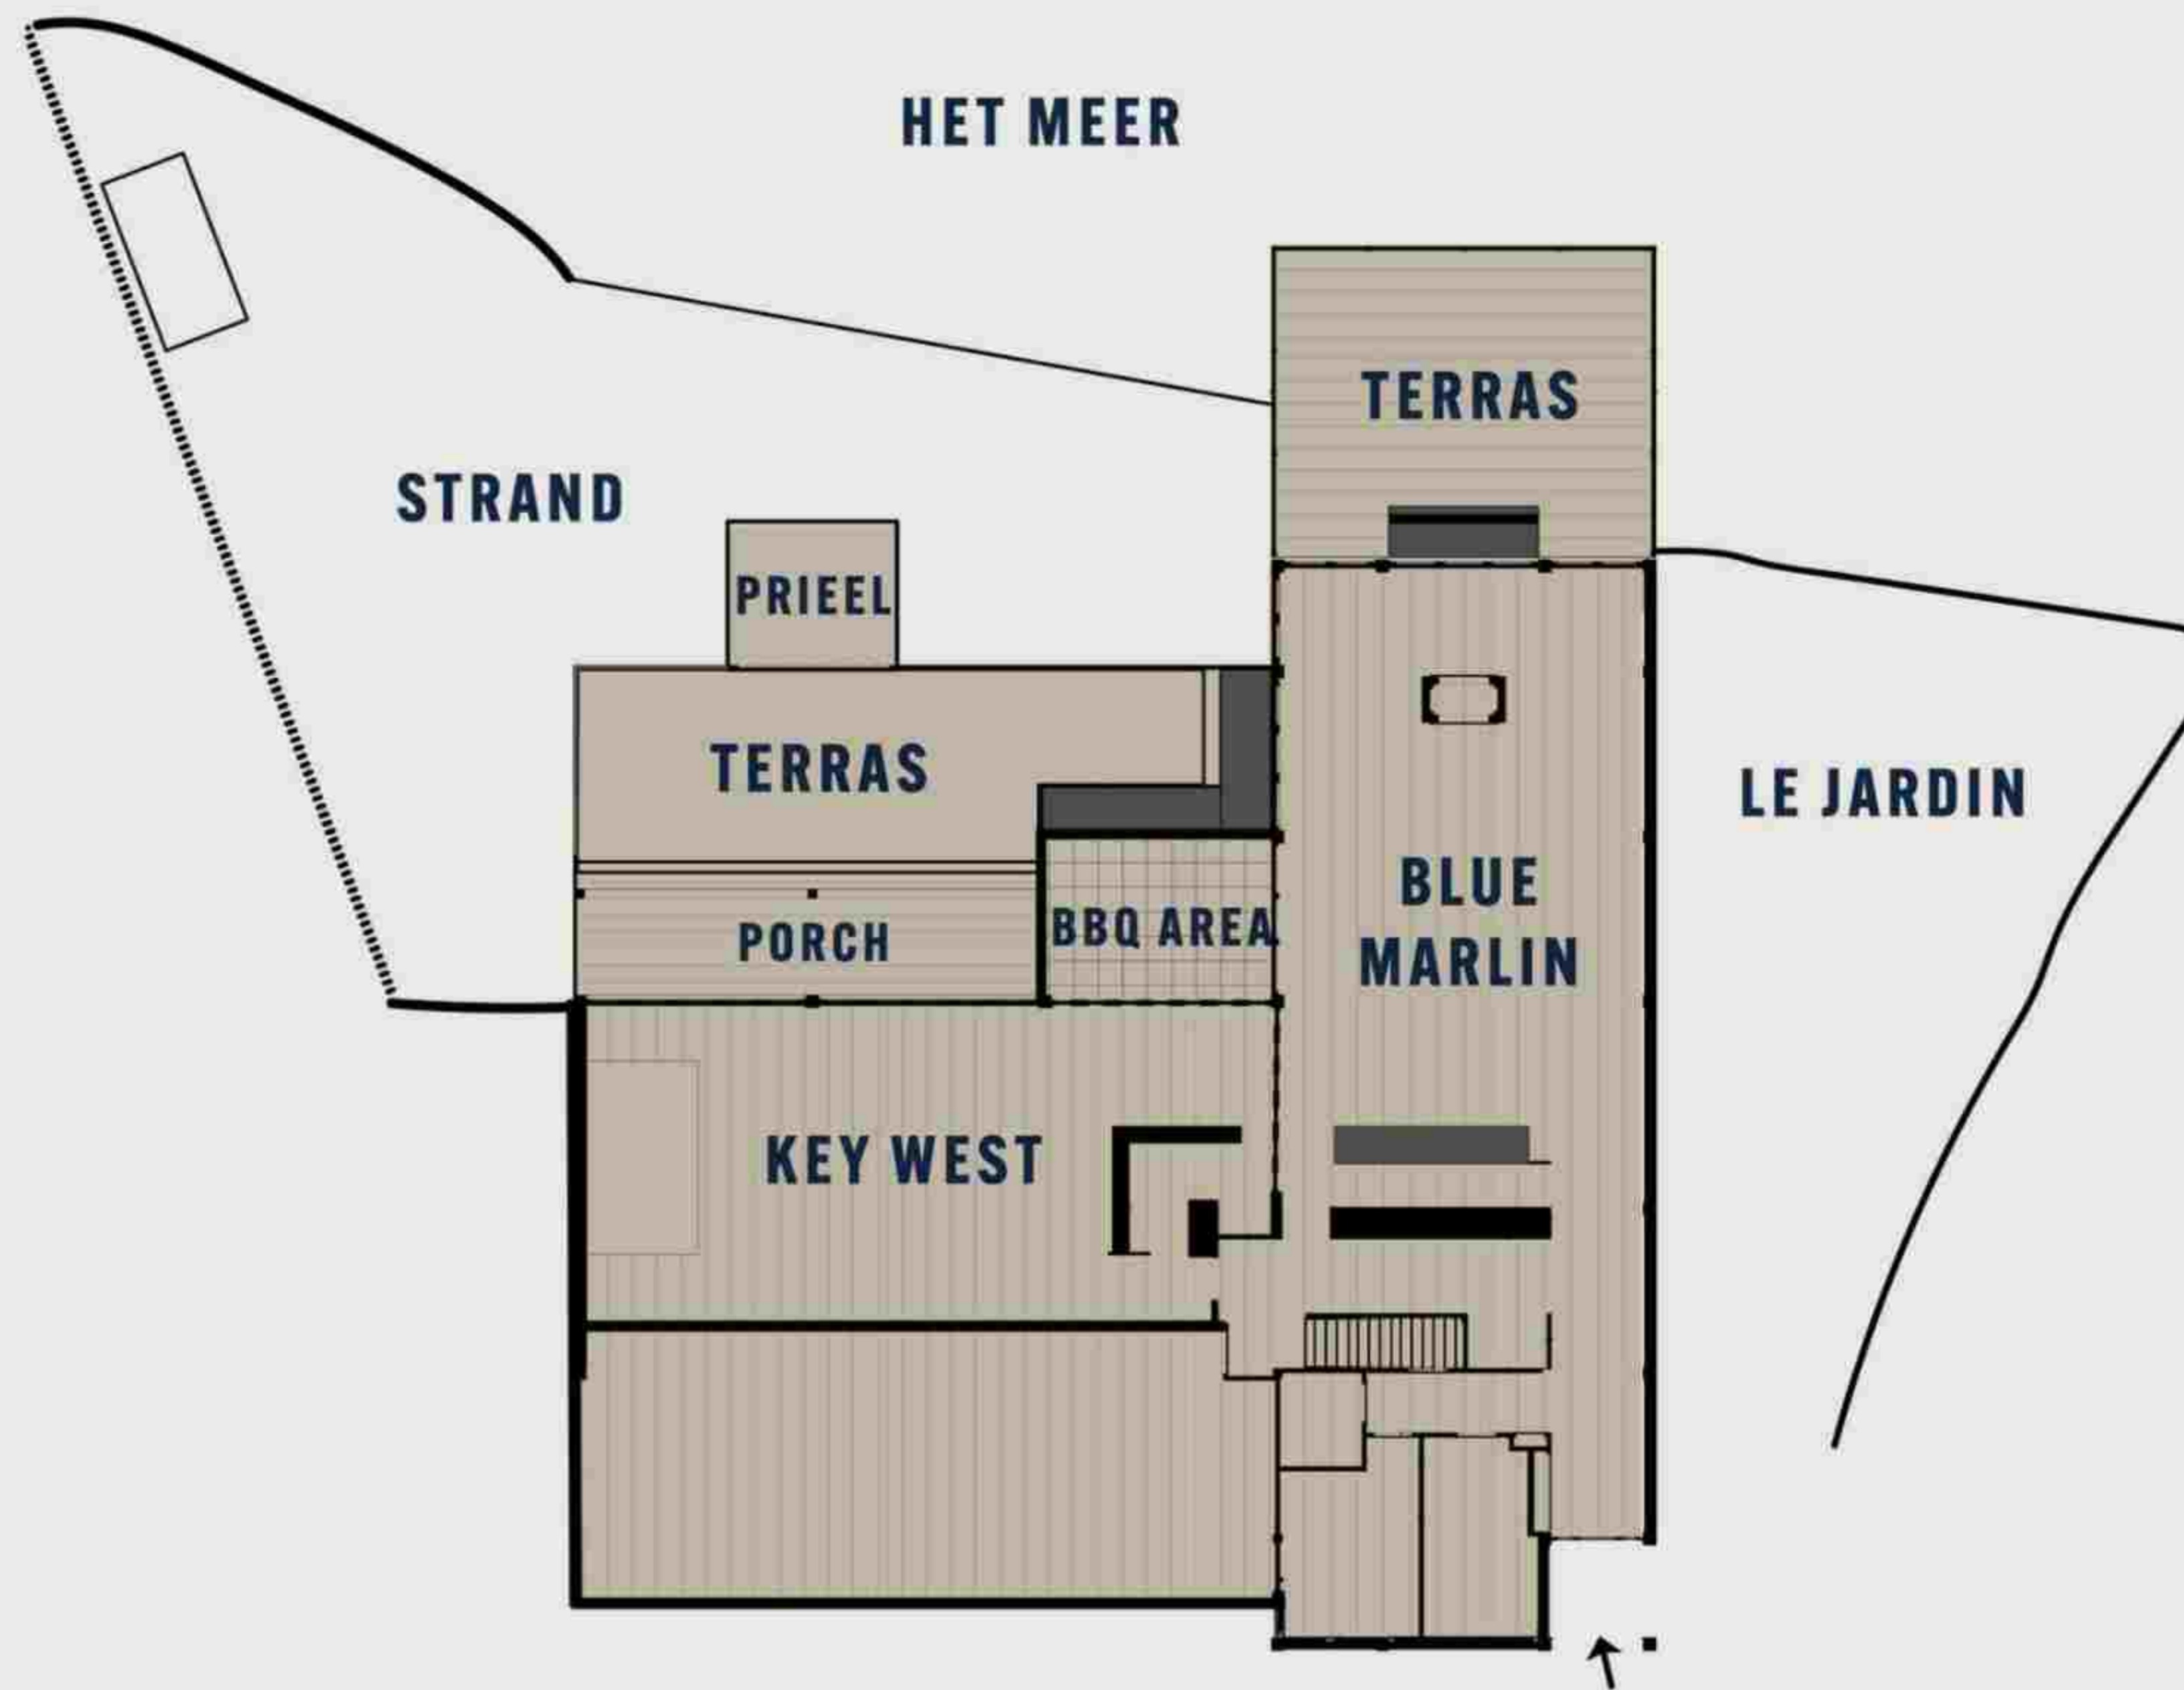 HET MEER
TERRAS
STRAND
PRIEEL
TERRAS
LE JARDIN
BLUE
MARLIN
PORCH
BBQ AREA
KEY WEST